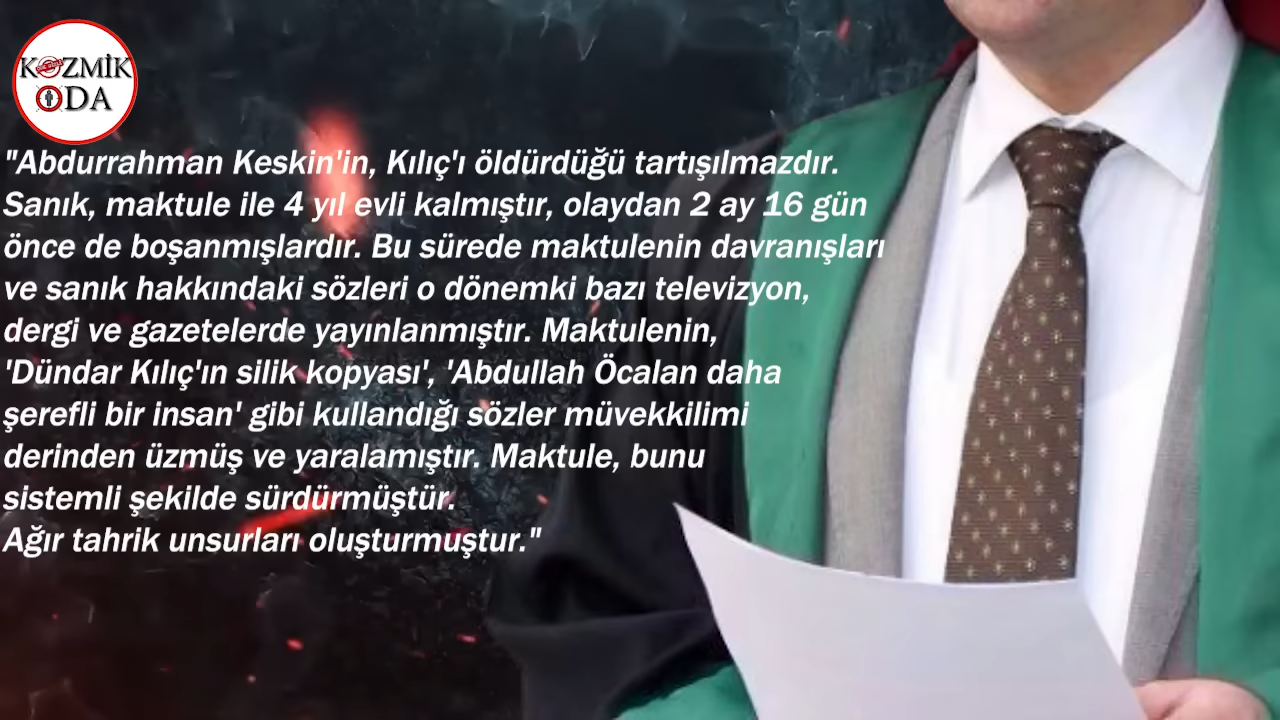 KOZMİK
ODA
"Abdurrahman Keskin'in, Kılıç'ı öldürdüğü tartışılmazdır.
Sanık, maktule ile 4 yıl evli kalmıştır, olaydan 2 ay 16 gün
önce de boşanmışlardır. Bu sürede maktulenin davranışları
ve sanık hakkındaki sözleri o dönemki bazı televizyon,
dergi ve gazetelerde yayınlanmıştır. Maktulenin,
'Dündar Kılıç'ın silik kopyası', 'Abdullah Öcalan daha
şerefli bir insan' gibi kullandığı sözler müvekkilimi
derinden üzmüş ve yaralamıştır. Maktule, bunu
sistemli şekilde sürdürmüştür.
Ağır tahrik unsurları oluşturmuştur."